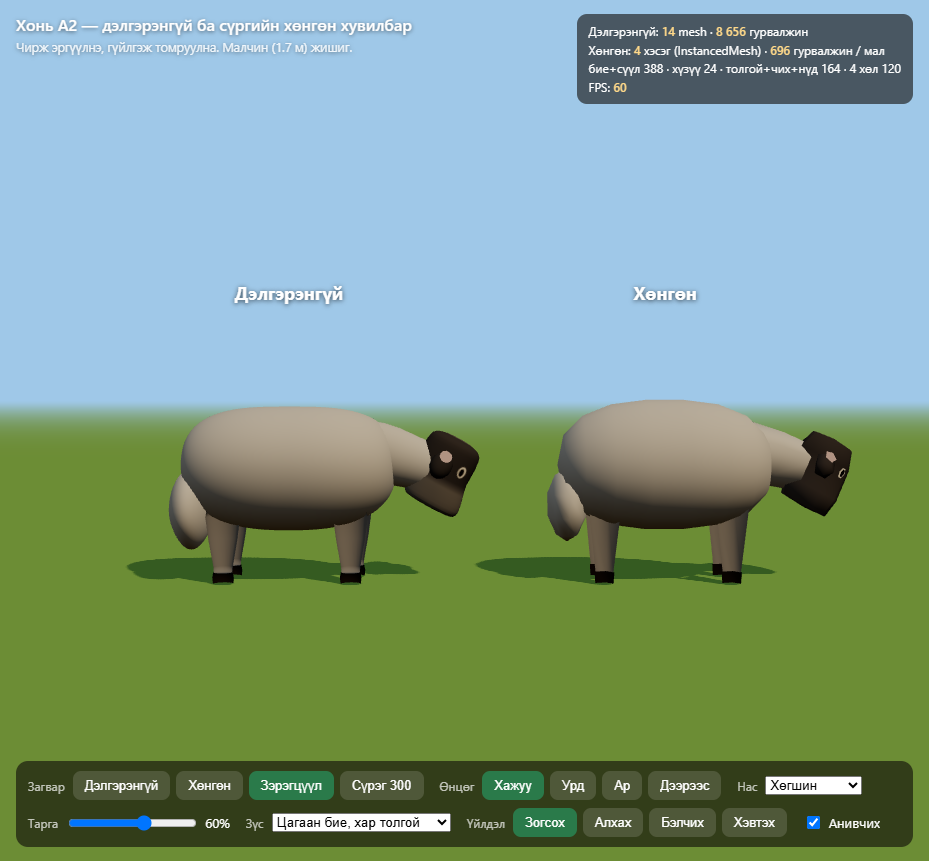 Хонь A2 — дэлгэрэнгүй ба сүргийн хөнгөн хувилбар
Чирж эргүүлнэ, гүйлгэж томруулна. Малчин (1.7 м) жишиг.
Дэлгэрэнгүй: 14 mesh · 8 656 гурвалжин
Хөнгөн: 4 хэсэг (InstancedMesh) · 696 гурвалжин / мал
бие+сүүл 388 · хүзүү 24 · толгой+чих+нүд 164 · 4 хөл 120
FPS: 60
Дэлгэрэнгүй
Хөнгөн
Загвар Дэлгэрэнгүй Хөнгөн Зэрэгцүүл Сүрэг 300 Өнцөг Хажуу Урд Ар Дээрээс Нас Хөгшин
Тарга 60% Зүс Цагаан бие, хар толгой Үйлдэл Зогсох Алхах Бэлчих Хэвтэх Анивчих